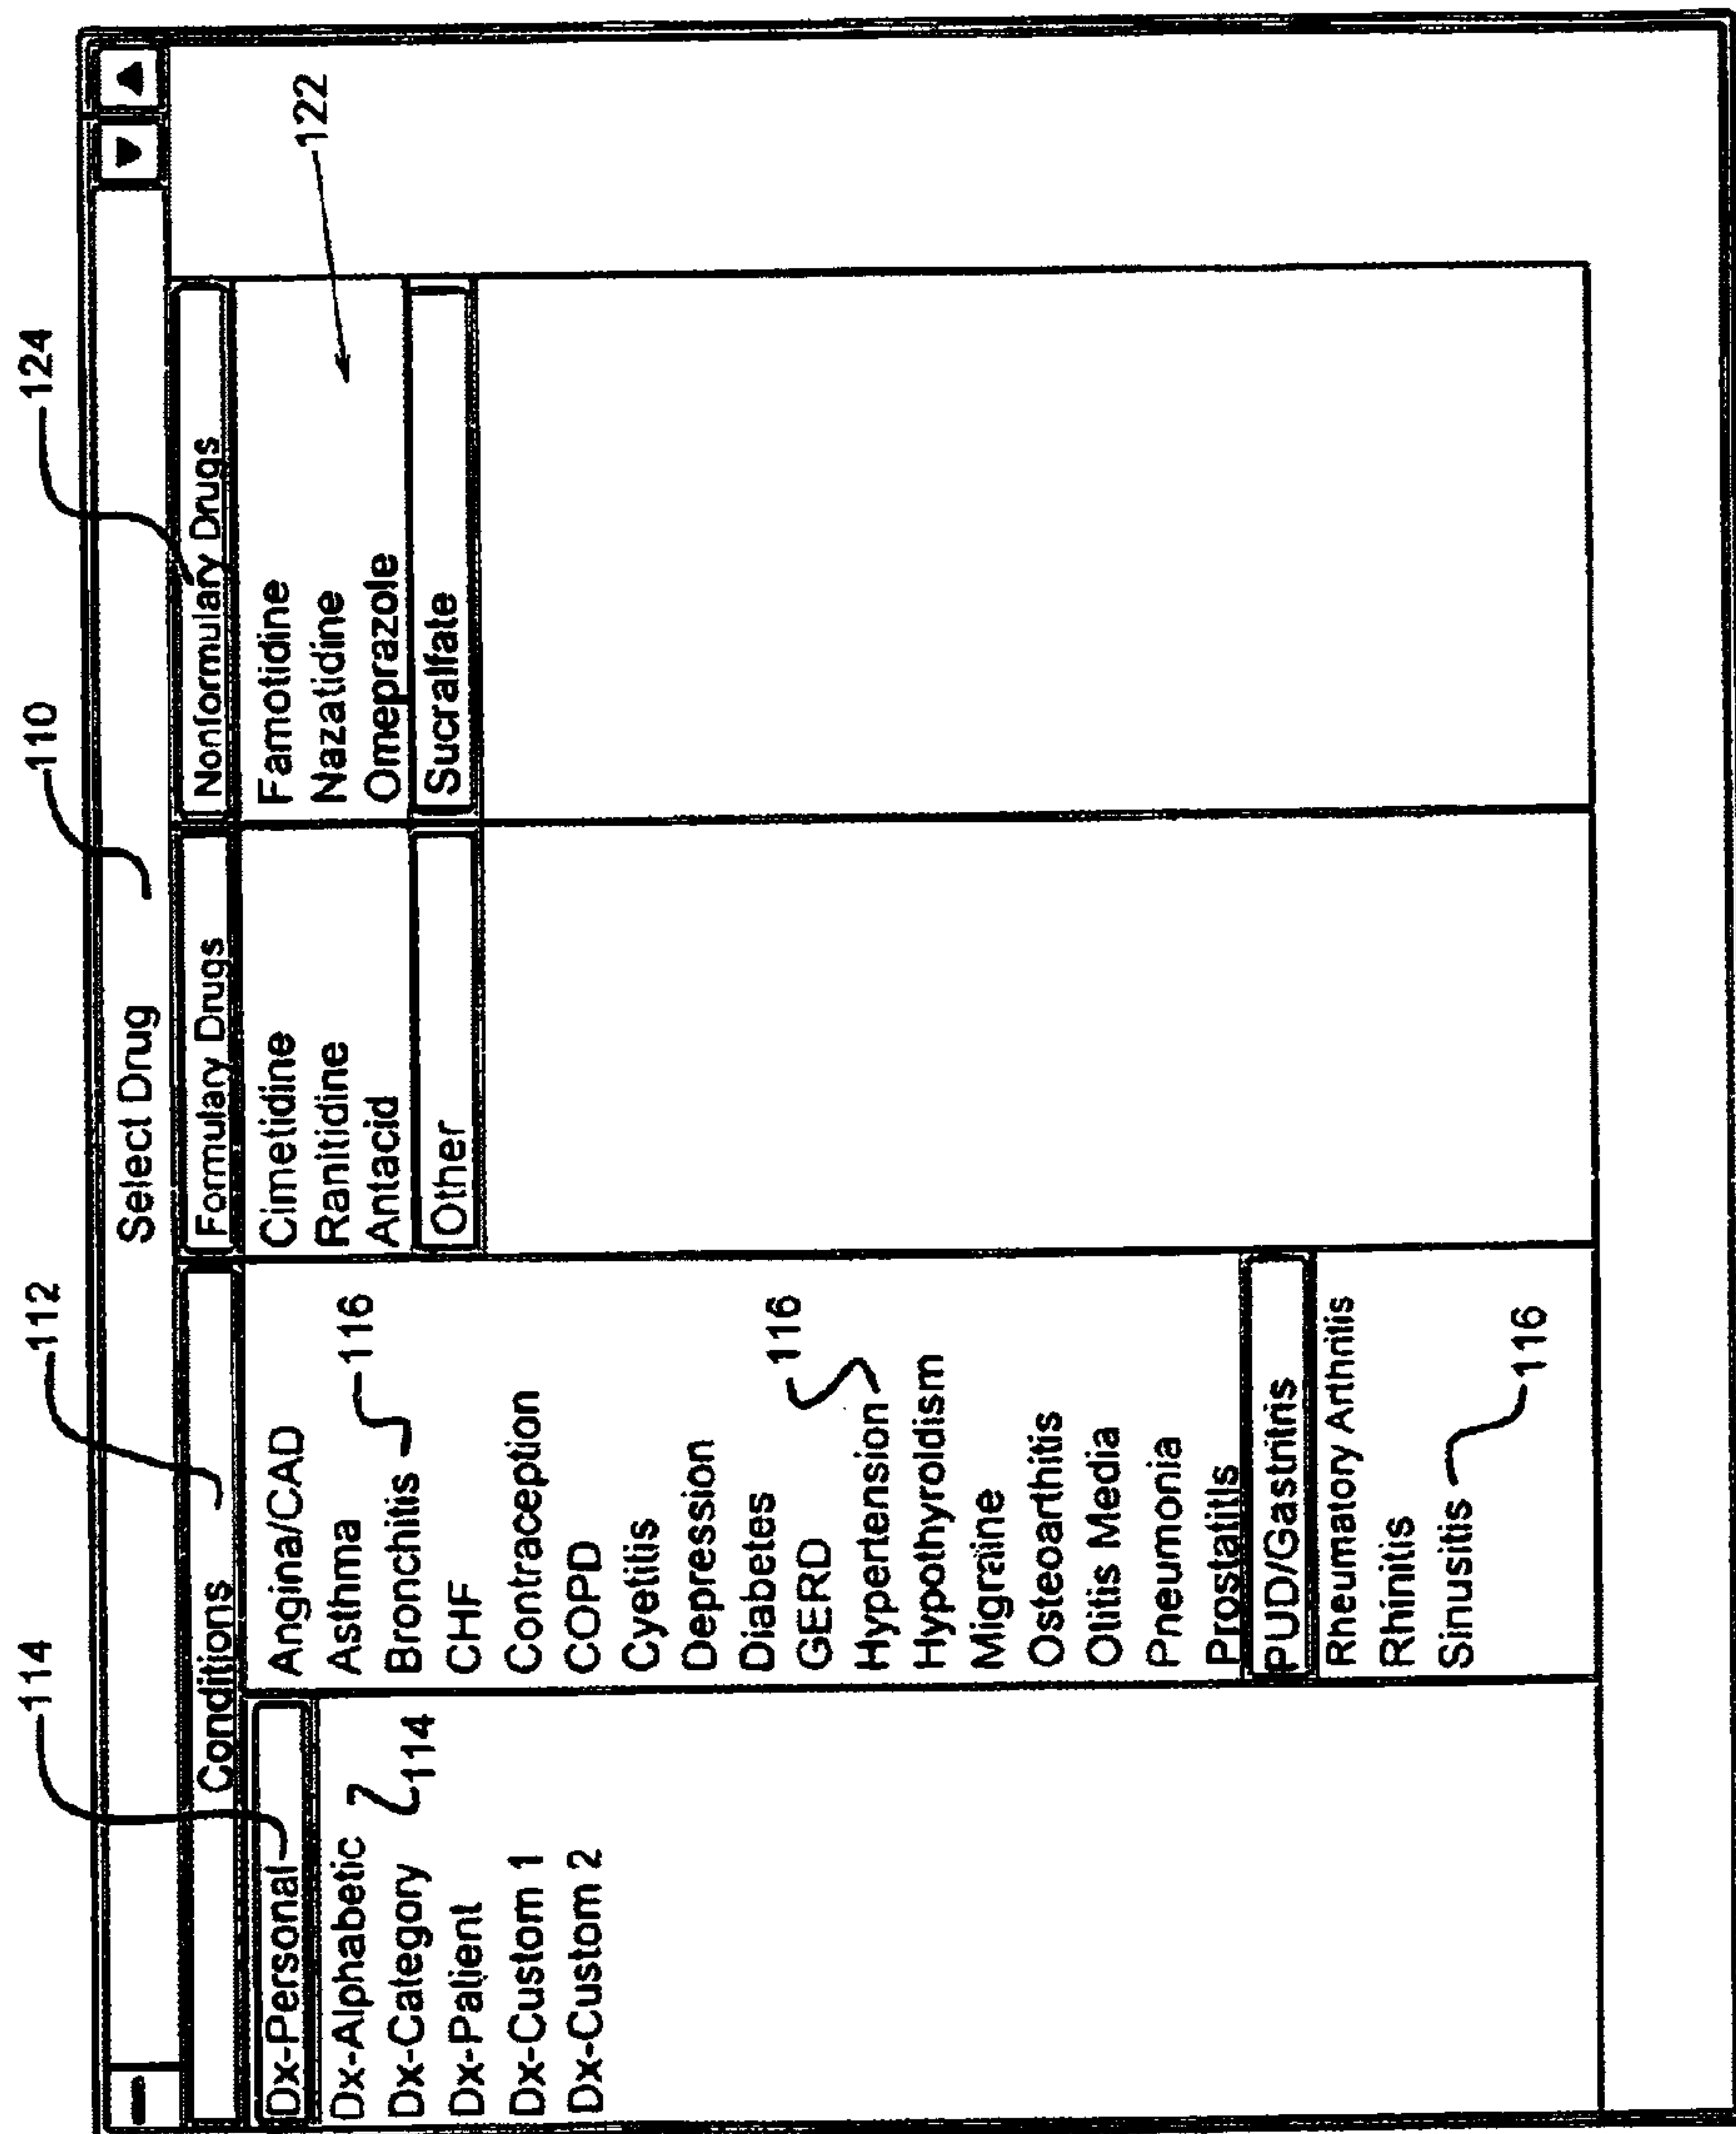 114
112
110
124
Select Drug
Conditions
Formulary Drugs
Nonformulary Drugs
Dx-Personal
Dx-Alphabetic
Dx-Category
114
Dx-Patient
Dx-Custom 1
Dx-Custom 2
Angina/CAD
Asthma
Bronchitis
116
CHF
Contraception
COPD
Cyetitis
Depression
Diabetes
GERD
116
Hypertension
Hypothyroidism
Migraine
Osteoarthitis
Otitis Media
Pneumonia
Prostatitis
PUD/Gastritis
Rheumatory Arthritis
Rhinitis
Sinusitis
116
Cimetidine
Ranitidine
Antacid
Other
Famotidine
Nazatidine
Omeprazole
Sucralfate
122